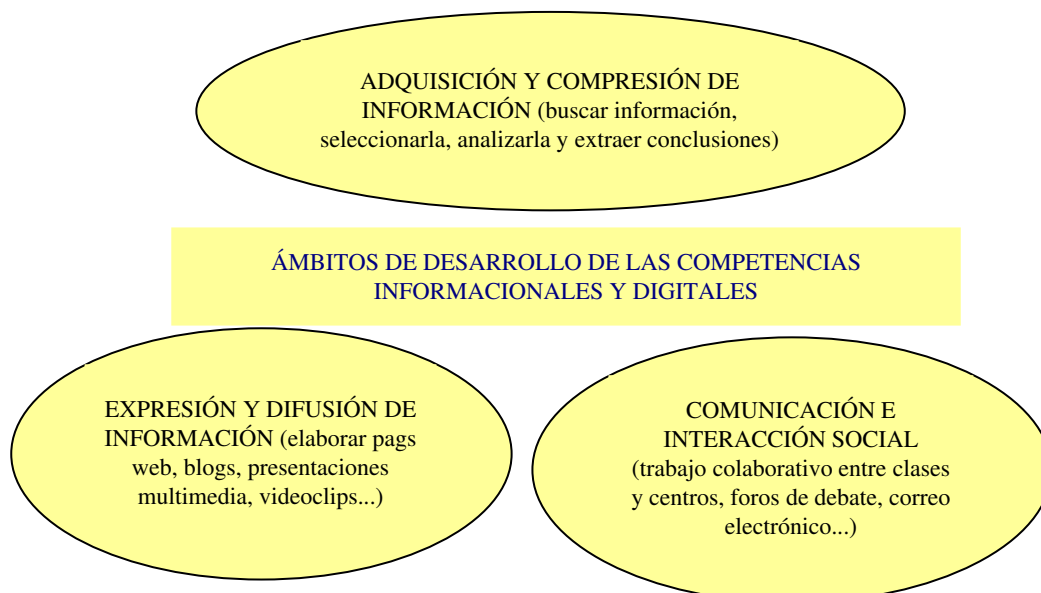 ADQUISICIÓN Y COMPRESIÓN DE
INFORMACIÓN (buscar información,
seleccionarla, analizarla y extraer conclusiones)
ÁMBITOS DE DESARROLLO DE LAS COMPETENCIAS
INFORMACIONALES Y DIGITALES
EXPRESIÓN Y DIFUSIÓN DE
INFORMACIÓN (elaborar pags
web, blogs, presentaciones
multimedia, videoclips...)
COMUNICACIÓN E
INTERACCIÓN SOCIAL
(trabajo colaborativo entre clases
y centros, foros de debate, correo
electrónico...)